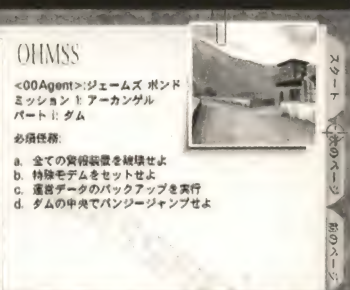 OHMSS
<00Agent>:ジェームズ ボンド
ミッション 1: アーカンゲル
パート i: ダム
必須任務:
a. 全ての警報装置を破壊せよ
b. 特殊モデムをセットせよ
c. 運営データのバックアップを実行
d. ダムの中央でバンジージャンプせよ
スタート
次のページ
前のページ